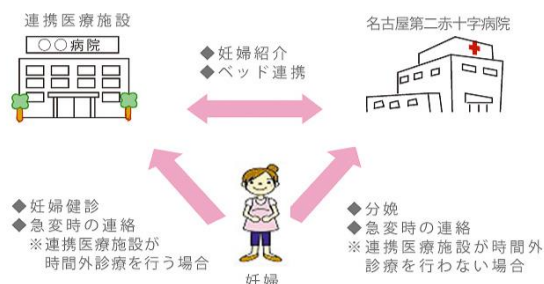 連携医療施設
○○病院
名古屋第二赤十字病院
◆妊婦紹介
◆ベッド連携
◆妊婦健診
◆急変時の連絡
※連携医療施設が
時間外診療を行う場合
◆分娩
◆急変時の連絡
※連携医療施設が時間外
診療を行わない場合
妊婦